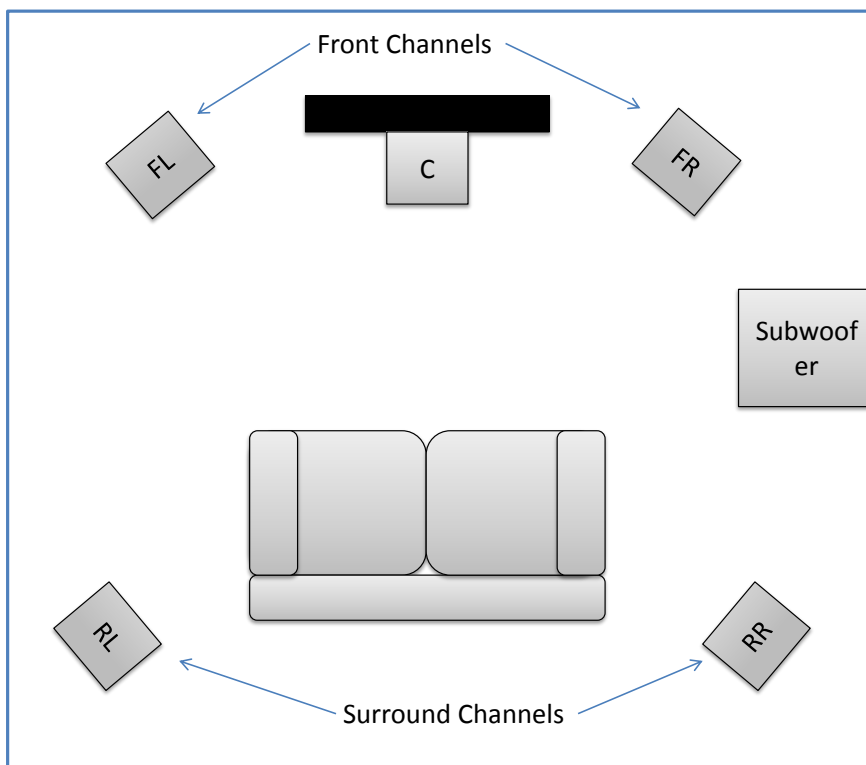 Front Channels
FL
C
FR
Subwoof
er
RL
RR
Surround Channels